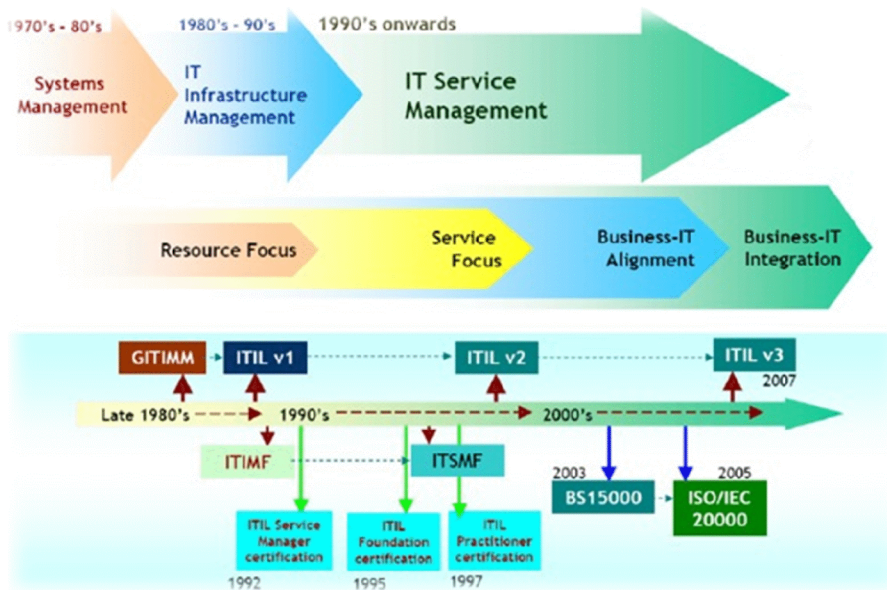 1970's - 80's
1980's - 90's
1990's onwards
Systems
Management
IT
Infrastructure
Management
IT Service
Management
Resource Focus
Service
Focus
Business-IT
Alignment
Business-IT
Integration
GITIMM
ITIL v1
ITIL v2
ITIL v3
2007
Late 1980's
1990's
2000's
ITIMF
ITSMF
2003
BS15000
2005
ISO/IEC
20000
ITIL Service
Manager
certification
1992
ITIL
Foundation
certification
1995
ITIL
Practitioner
certification
1997